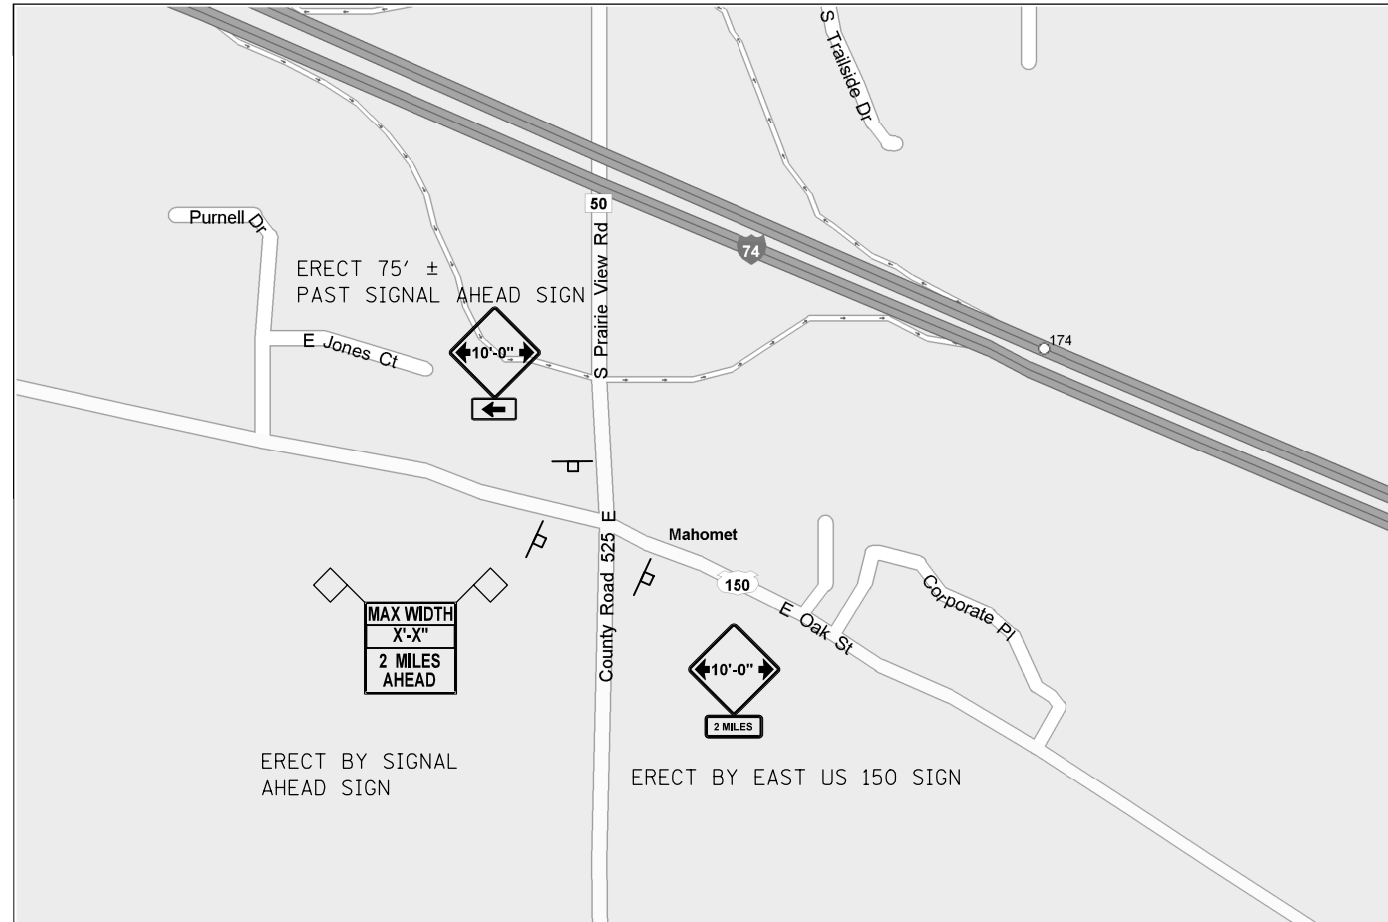 S Trailside Dr
50
74
Purnell Dr
S Prairie View Rd
ERECT 75' ±
PAST SIGNAL AHEAD SIGN
174
E Jones Ct
10'-0"
Mahomet
County Road 525 E
150
Corporate Pl
E Oak St
MAX WIDTH
X'-X"
2 MILES
AHEAD
10'-0"
2 MILES
ERECT BY SIGNAL
AHEAD SIGN
ERECT BY EAST US 150 SIGN